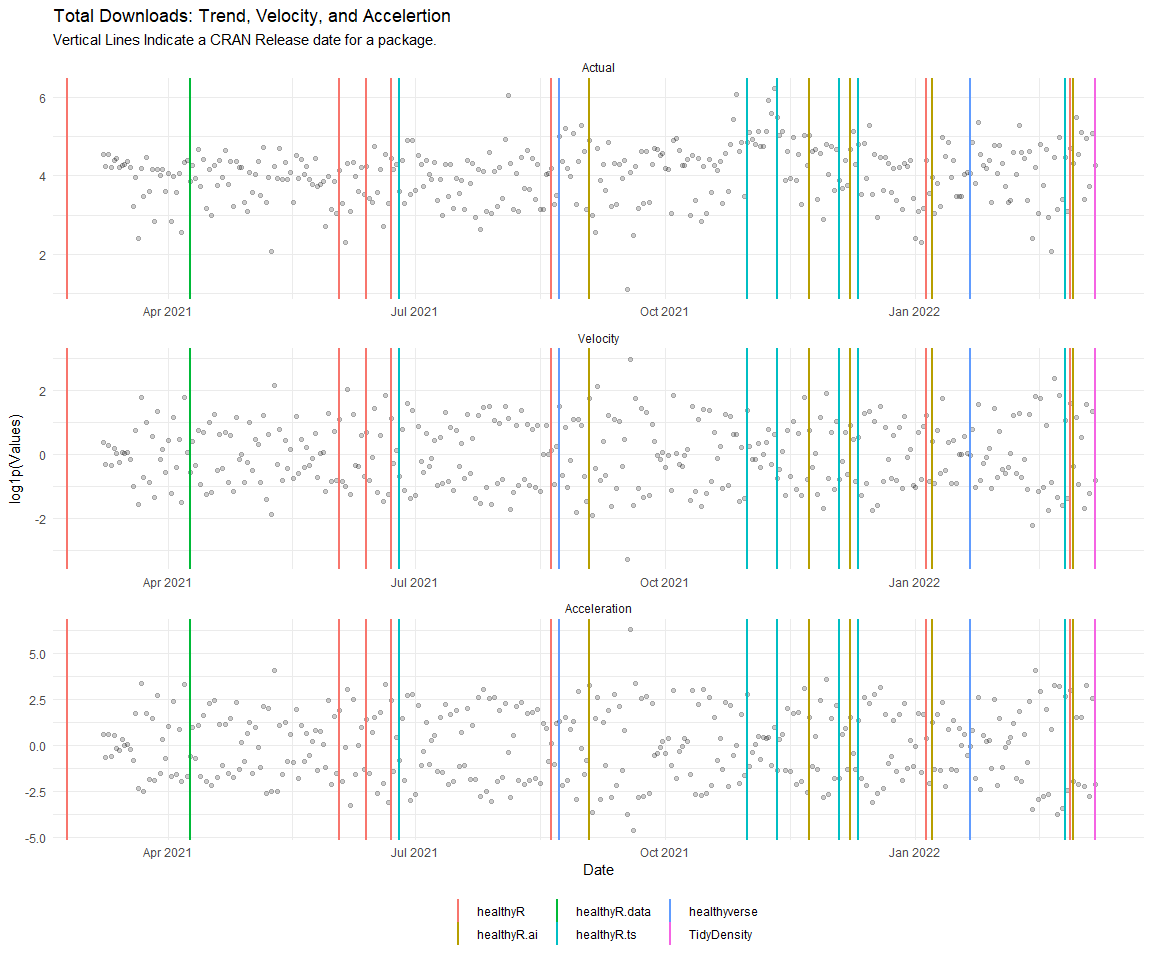 Total Downloads: Trend, Velocity, and Accelertion
Vertical Lines Indicate a CRAN Release date for a package.
Actual
6
4
2
Apr 2021 Jul 2021 Oct 2021 Jan 2022
Velocity
2
0
-2
Apr 2021 Jul 2021 Oct 2021 Jan 2022
log1p(Values)
Acceleration
5.0
2.5
0.0
-2.5
-5.0
Apr 2021 Jul 2021 Oct 2021 Jan 2022
Date
healthyR healthyR.data healthyverse
healthyR.ai healthyR.ts TidyDensity